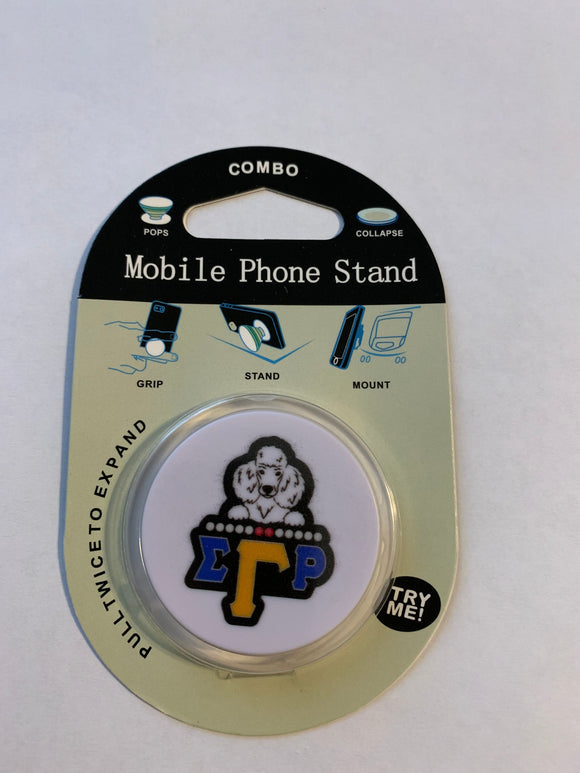 COMBO
POPS
COLLAPSE
Mobile Phone Stand
GRIP
STAND
MOUNT
PULL TWICE TO EXPAND
ΣΓΡ
TRY
ME!